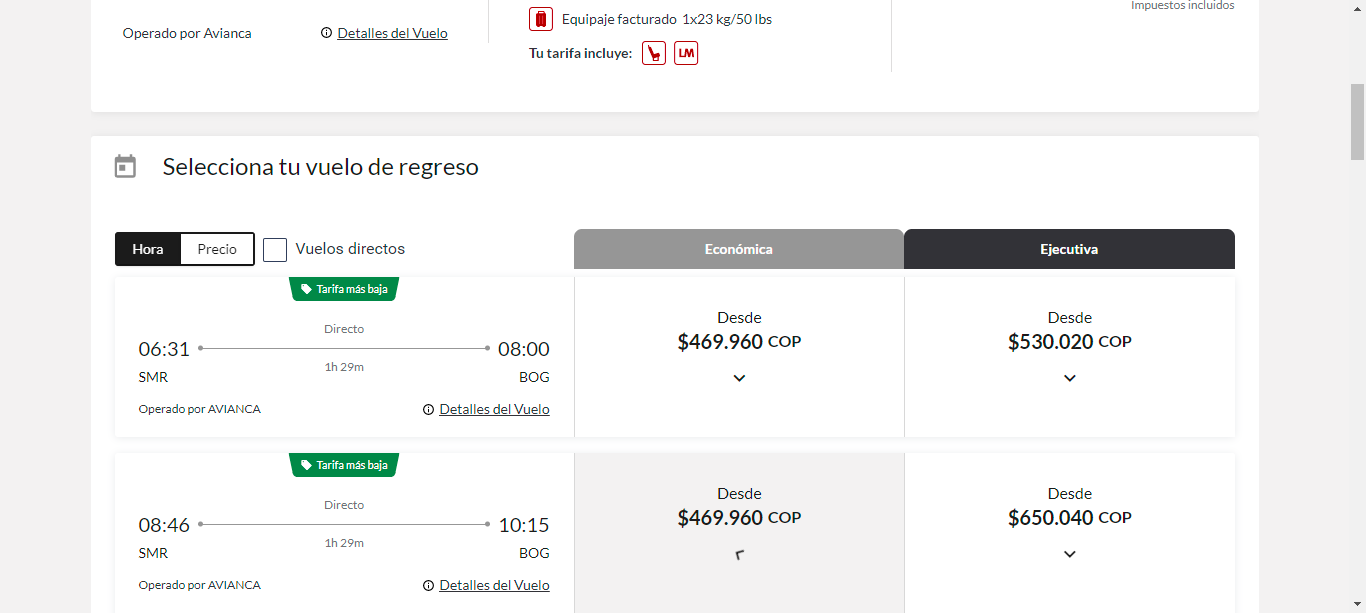 Impuestos incluidos
Equipaje facturado 1x23 kg/50 lbs
Operado por Avianca Detalles del Vuelo
Tu tarifa incluye: LM
Selecciona tu vuelo de regreso
Hora Precio Vuelos directos Económica Ejecutiva
Tarifa más baja
Directo
06:31 08:00
1h 29m
SMR BOG
Operado por AVIANCA Detalles del Vuelo
Desde
$469.960 COP
Desde
$530.020 COP
Tarifa más baja
Directo
08:46 10:15
1h 29m
SMR BOG
Operado por AVIANCA Detalles del Vuelo
Desde
$469.960 COP
Desde
$650.040 COP